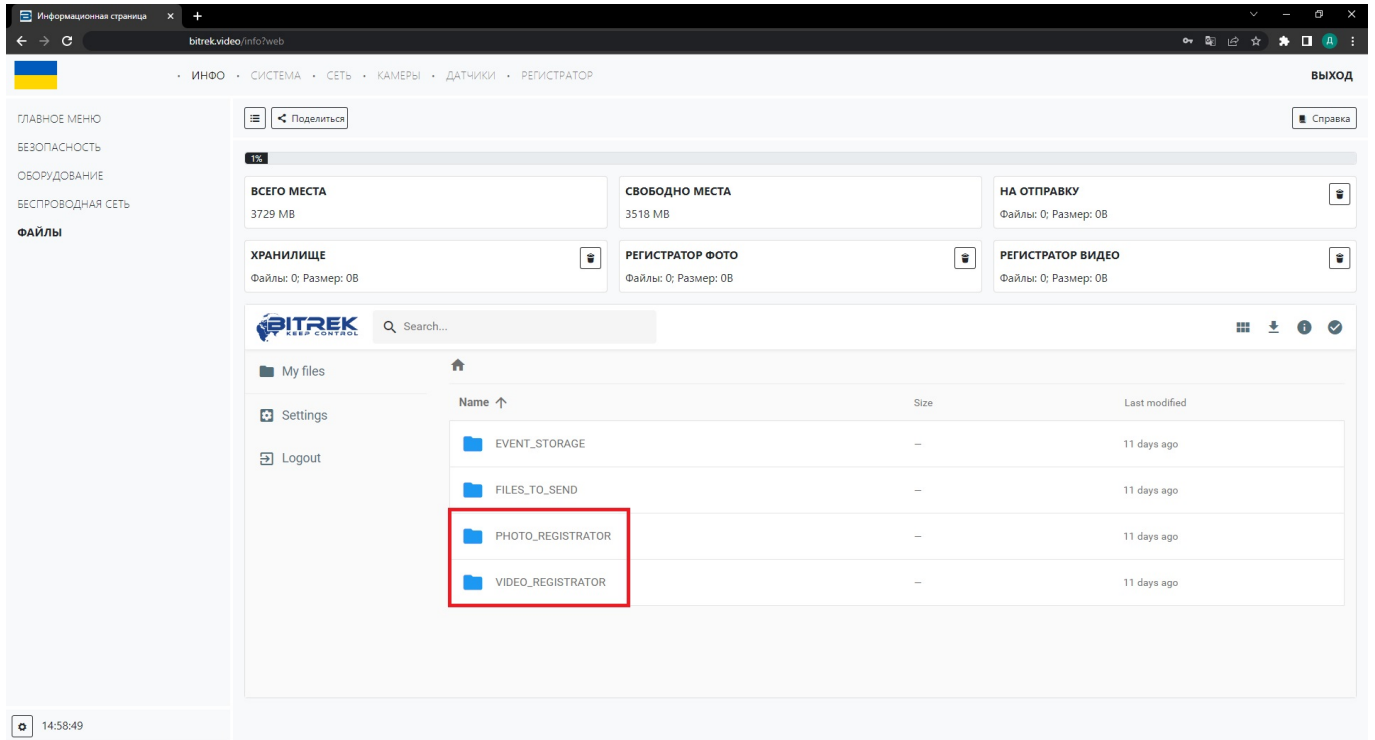 Информационная страница
bitrek.video/info?web
Д
• ИНФО • СИСТЕМА • СЕТЬ • КАМЕРЫ • ДАТЧИКИ • РЕГИСТРАТОР
ВЫХОД
ГЛАВНОЕ МЕНЮ
БЕЗОПАСНОСТЬ
ОБОРУДОВАНИЕ
БЕСПРОВОДНАЯ СЕТЬ
ФАЙЛЫ
Поделиться
Справка
1%
ВСЕГО МЕСТА
3729 MB
СВОБОДНО МЕСТА
3518 MB
НА ОТПРАВКУ
Файлы: 0; Размер: 0B
ХРАНИЛИЩЕ
Файлы: 0; Размер: 0B
РЕГИСТРАТОР ФОТО
Файлы: 0; Размер: 0B
РЕГИСТРАТОР ВИДЕО
Файлы: 0; Размер: 0B
BITREK
KEEP CONTROL
Search...
My files
Settings
Logout
Name Size Last modified
EVENT_STORAGE — 11 days ago
FILES_TO_SEND — 11 days ago
PHOTO_REGISTRATOR — 11 days ago
VIDEO_REGISTRATOR — 11 days ago
14:58:49